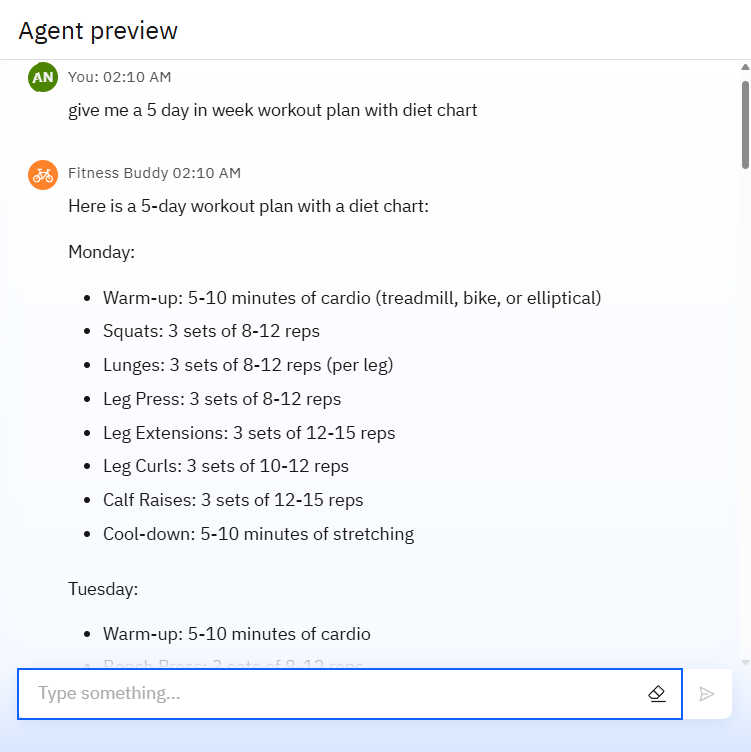 Agent preview
AN
You: 02:10 AM
give me a 5 day in week workout plan with diet chart
Fitness Buddy 02:10 AM
Here is a 5-day workout plan with a diet chart:
Monday:
• Warm-up: 5-10 minutes of cardio (treadmill, bike, or elliptical)
• Squats: 3 sets of 8-12 reps
• Lunges: 3 sets of 8-12 reps (per leg)
• Leg Press: 3 sets of 8-12 reps
• Leg Extensions: 3 sets of 12-15 reps
• Leg Curls: 3 sets of 10-12 reps
• Calf Raises: 3 sets of 12-15 reps
• Cool-down: 5-10 minutes of stretching
Tuesday:
• Warm-up: 5-10 minutes of cardio
• Bench Press: 3 sets of 8-12 reps
Type something...